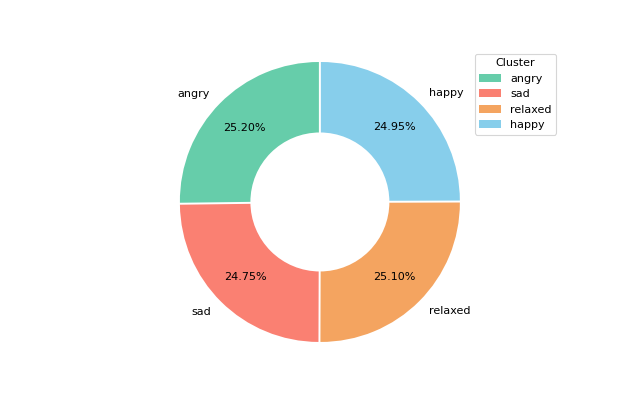 Cluster
angry
sad
relaxed
happy
angry
happy
25.20%
24.95%
24.75%
25.10%
sad
relaxed